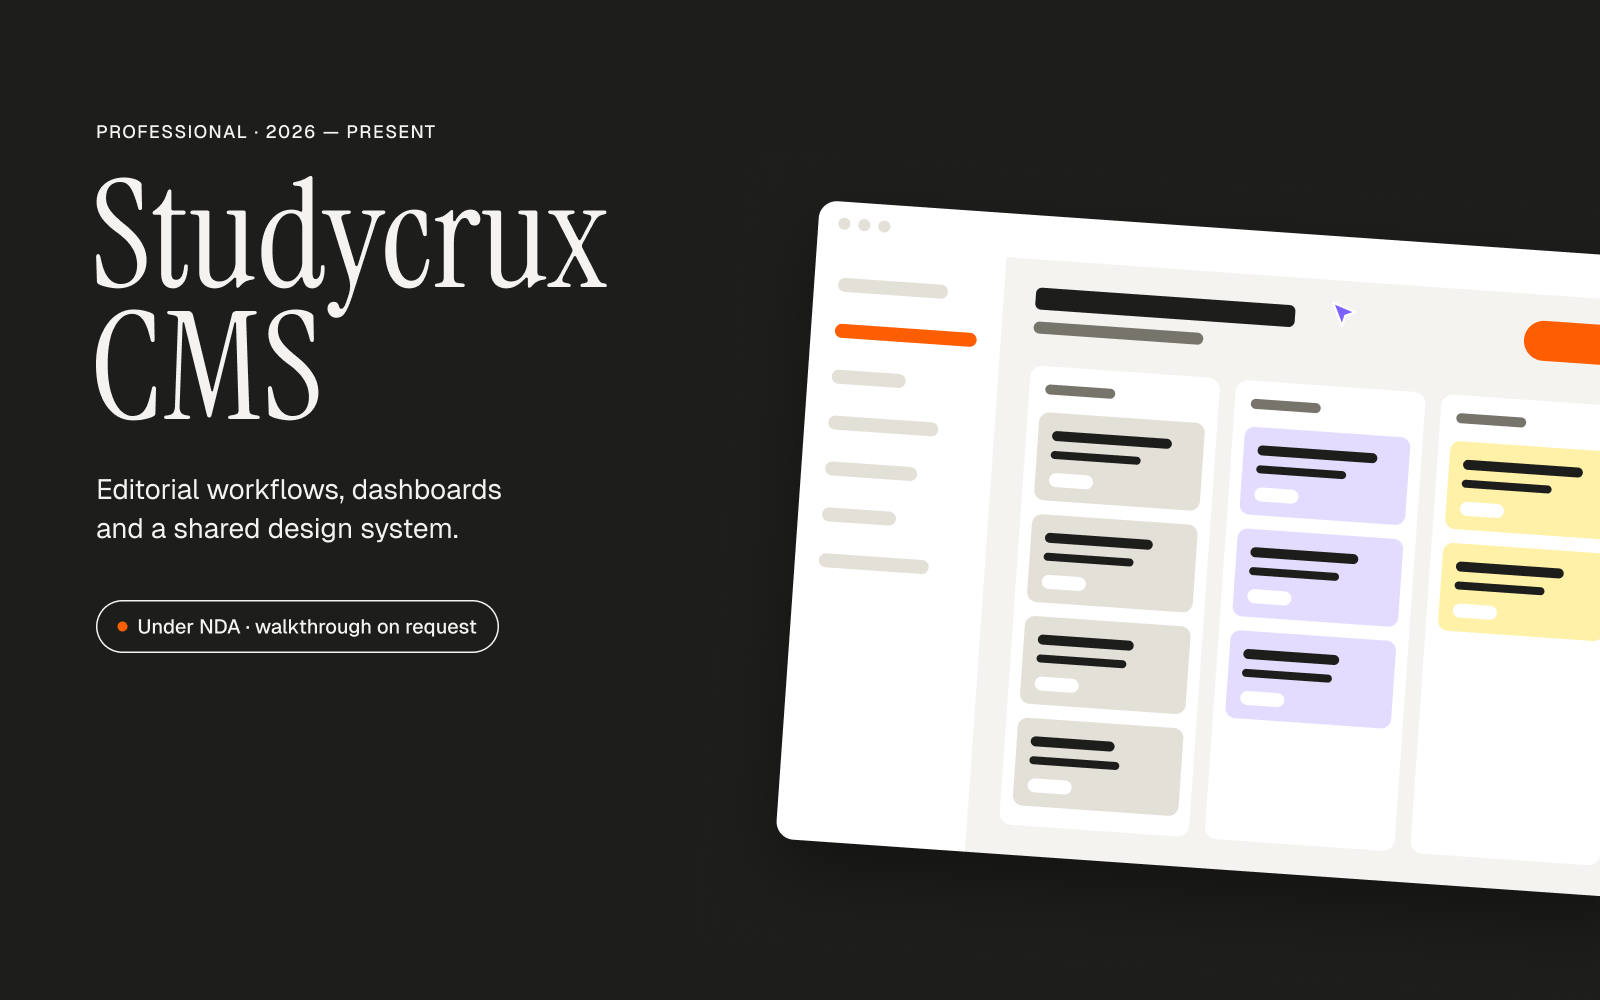 PROFESSIONAL · 2026 — PRESENT
Studycrux
CMS
Editorial workflows, dashboards
and a shared design system.
Under NDA · walkthrough on request